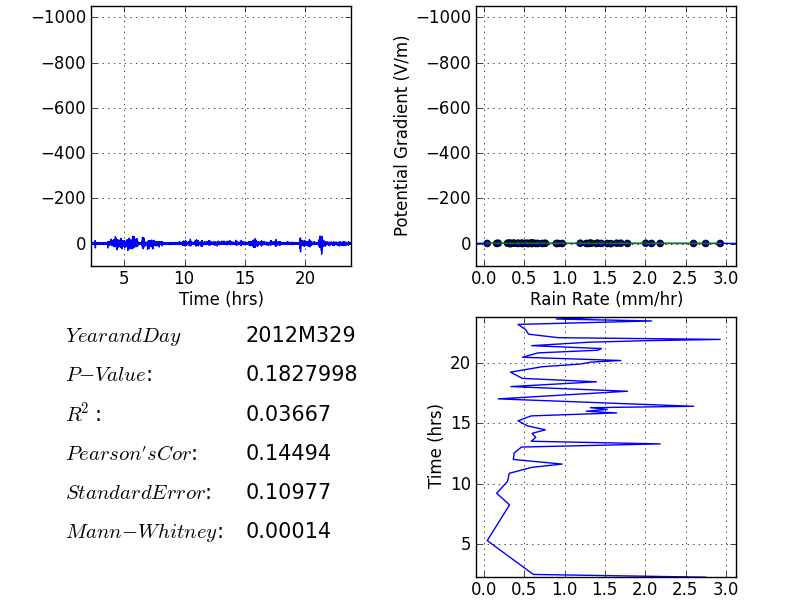 −1000
−800
−600
−400
−200
0
5 10 15 20
Time (hrs)
Potential Gradient (V/m)
−1000
−800
−600
−400
−200
0
0.0 0.5 1.0 1.5 2.0 2.5 3.0
Rain Rate (mm/hr)
YearandDay 2012M329
P−Value: 0.1827998
R²: 0.03667
Pearson'sCor: 0.14494
StandardError: 0.10977
Mann−Whitney: 0.00014
Time (hrs)
20
15
10
5
0.0 0.5 1.0 1.5 2.0 2.5 3.0